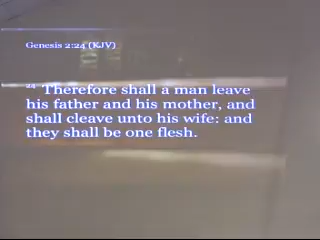 Genesis 2:24 (KJV)
24 Therefore shall a man leave
his father and his mother, and
shall cleave unto his wife: and
they shall be one flesh.